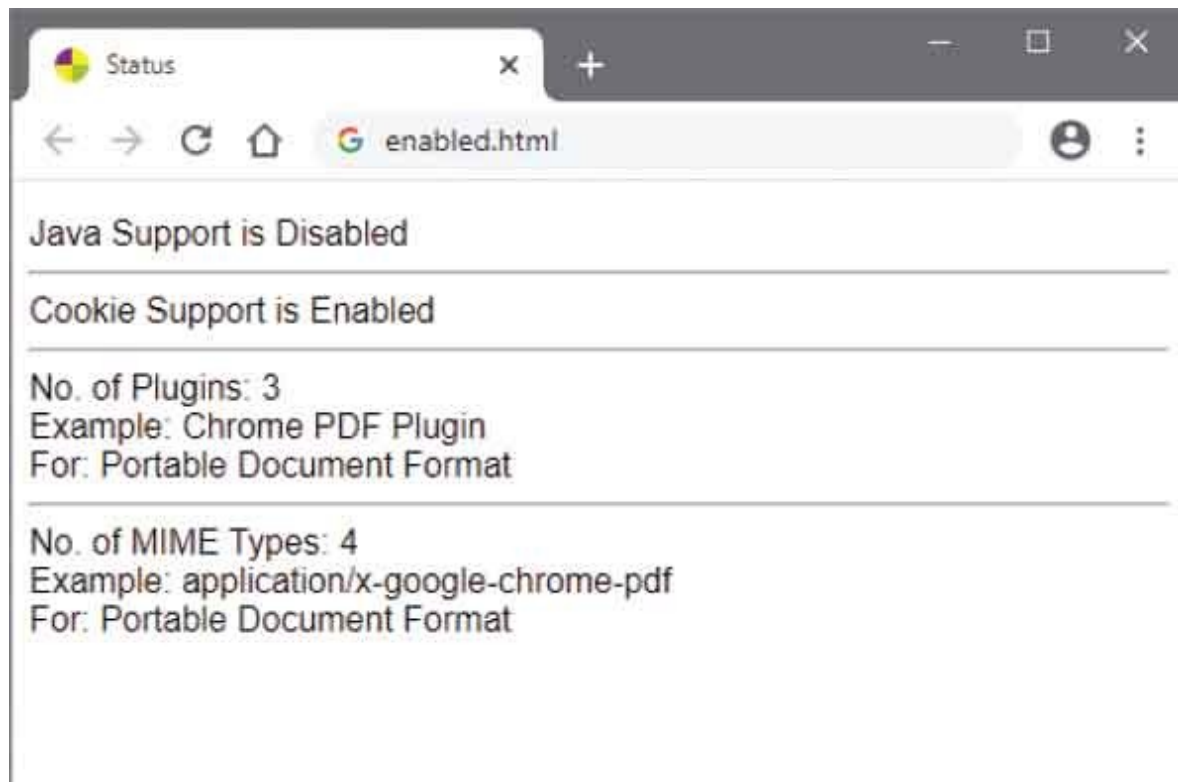 Status
enabled.html
Java Support is Disabled
Cookie Support is Enabled
No. of Plugins: 3
Example: Chrome PDF Plugin
For: Portable Document Format
No. of MIME Types: 4
Example: application/x-google-chrome-pdf
For: Portable Document Format